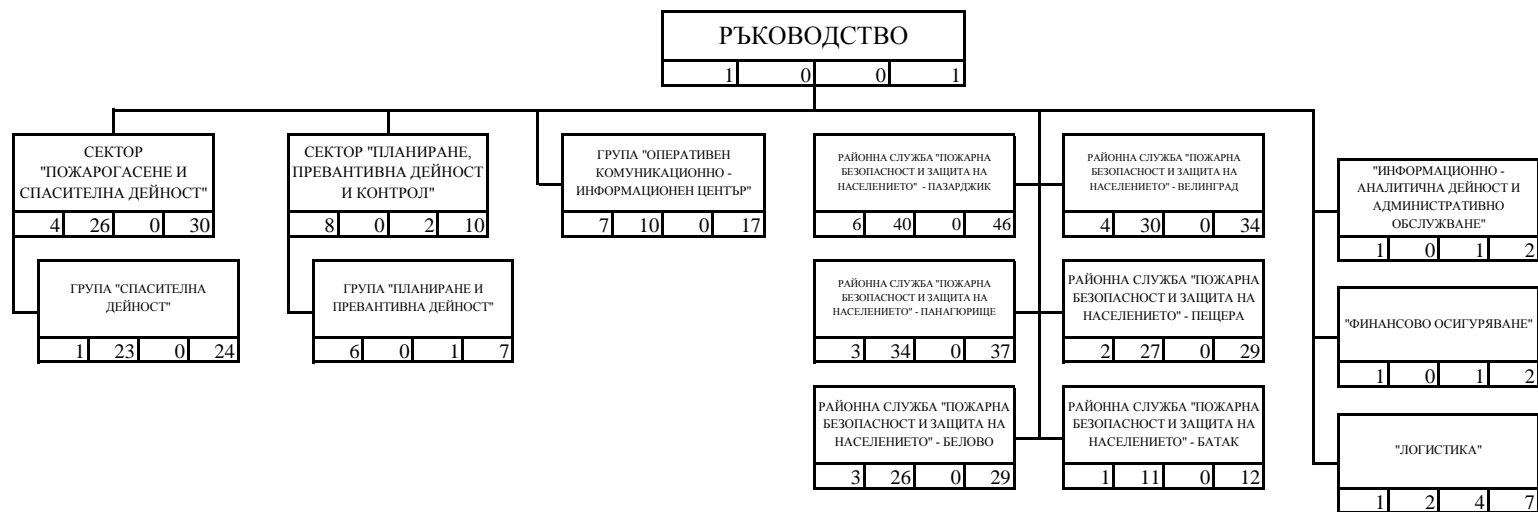 РЪКОВОДСТВО
1 0 0 1
СЕКТОР
"ПОЖАРОГАСЕНЕ И
СПАСИТЕЛНА ДЕЙНОСТ"
4 26 0 30
ГРУПА "СПАСИТЕЛНА
ДЕЙНОСТ"
1 23 0 24
СЕКТОР "ПЛАНИРАНЕ,
ПРЕВАНТИВНА ДЕЙНОСТ
И КОНТРОЛ"
8 0 2 10
ГРУПА "ПЛАНИРАНЕ И
ПРЕВАНТИВНА ДЕЙНОСТ"
6 0 1 7
ГРУПА "ОПЕРАТИВЕН
КОМУНИКАЦИОННО -
ИНФОРМАЦИОНЕН ЦЕНТЪР"
7 10 0 17
РАЙОННА СЛУЖБА "ПОЖАРНА
БЕЗОПАСНОСТ И ЗАЩИТА НА
НАСЕЛЕНИЕТО" - ПАЗАРДЖИК
6 40 0 46
РАЙОННА СЛУЖБА "ПОЖАРНА
БЕЗОПАСНОСТ И ЗАЩИТА НА
НАСЕЛЕНИЕТО" - ВЕЛИНГРАД
4 30 0 34
РАЙОННА СЛУЖБА "ПОЖАРНА
БЕЗОПАСНОСТ И ЗАЩИТА НА
НАСЕЛЕНИЕТО" - ПАНАГЮРИЩЕ
3 34 0 37
РАЙОННА СЛУЖБА "ПОЖАРНА
БЕЗОПАСНОСТ И ЗАЩИТА НА
НАСЕЛЕНИЕТО" - ПЕЩЕРА
2 27 0 29
РАЙОННА СЛУЖБА "ПОЖАРНА
БЕЗОПАСНОСТ И ЗАЩИТА НА
НАСЕЛЕНИЕТО" - БЕЛОВО
3 26 0 29
РАЙОННА СЛУЖБА "ПОЖАРНА
БЕЗОПАСНОСТ И ЗАЩИТА НА
НАСЕЛЕНИЕТО" - БАТАК
1 11 0 12
"ИНФОРМАЦИОННО -
АНАЛИТИЧНА ДЕЙНОСТ И
АДМИНИСТРАТИВНО
ОБСЛУЖВАНЕ"
1 0 1 2
"ФИНАНСОВО ОСИГУРЯВАНЕ"
1 0 1 2
"ЛОГИСТИКА"
1 2 4 7